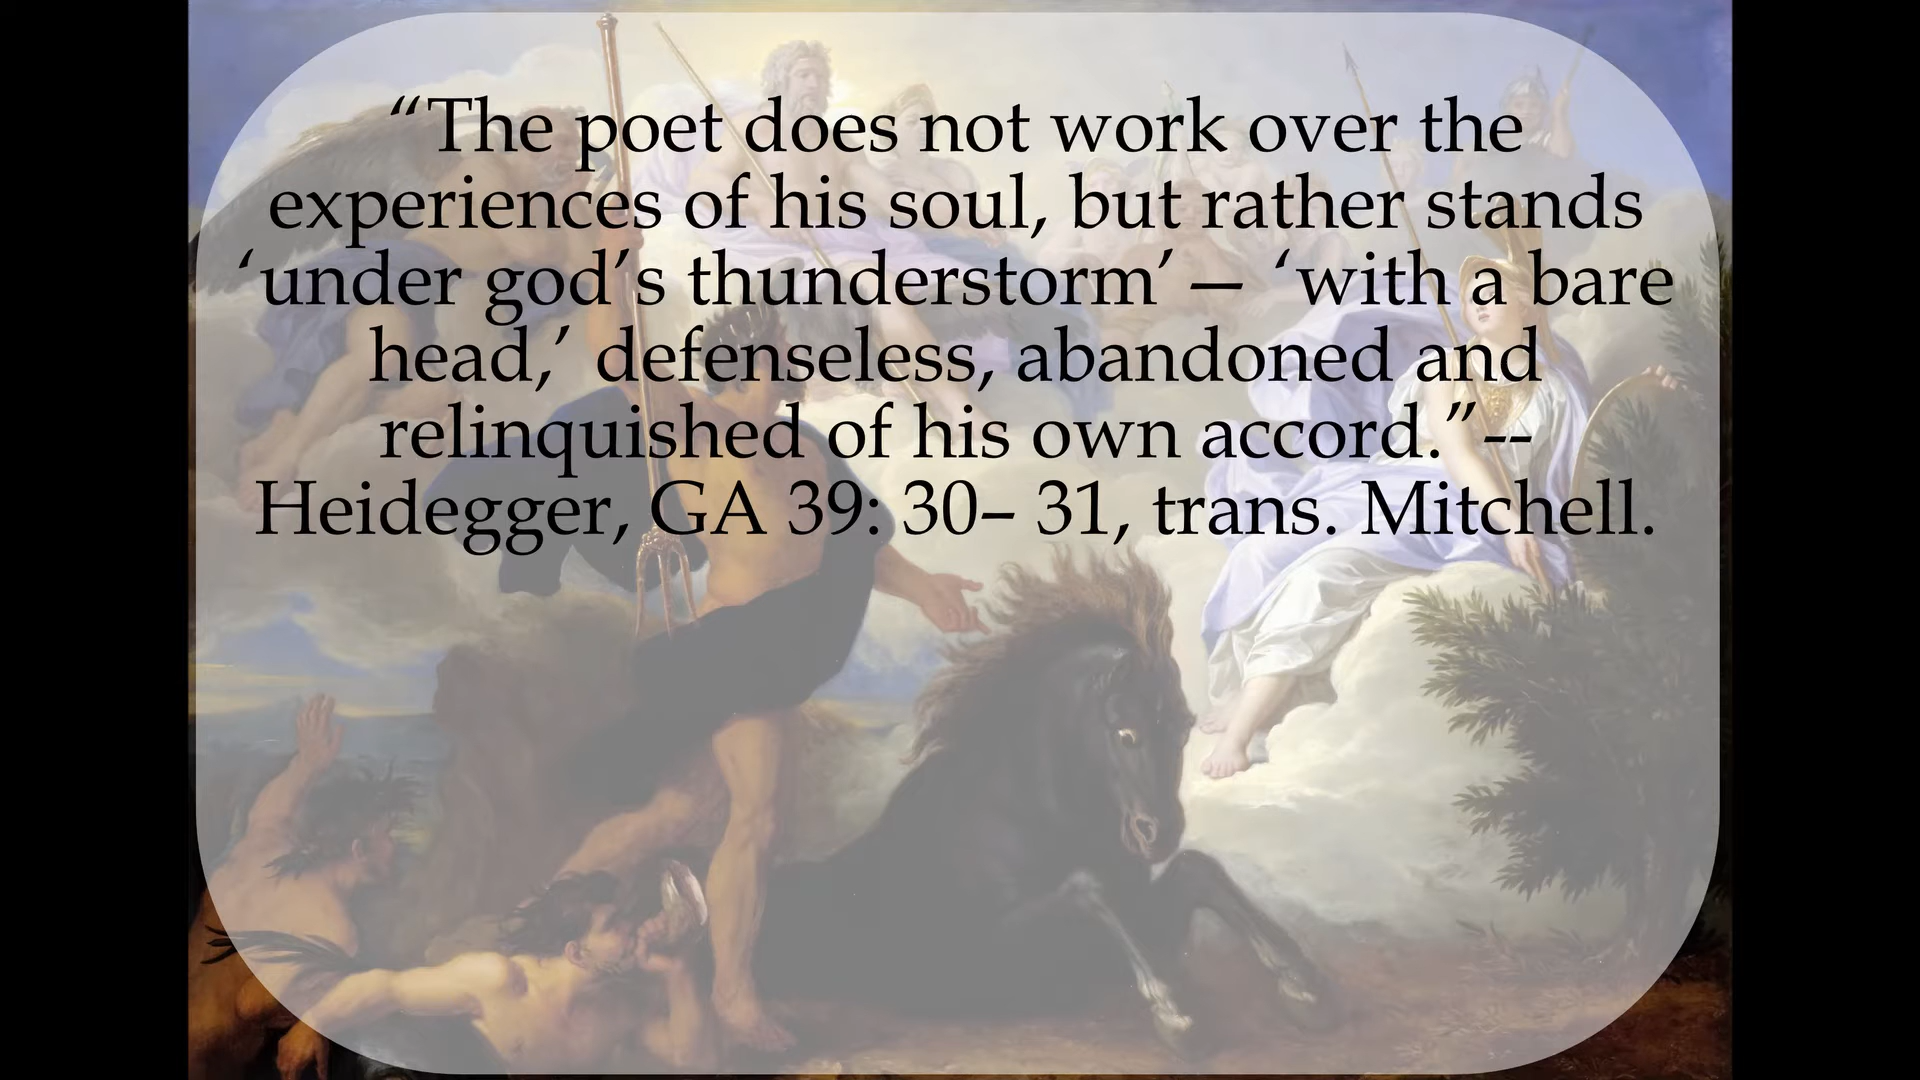 “The poet does not work over the
experiences of his soul, but rather stands
‘under god’s thunderstorm’— ‘with a bare
head,’ defenseless, abandoned and
relinquished of his own accord.”--
Heidegger, GA 39: 30– 31, trans. Mitchell.